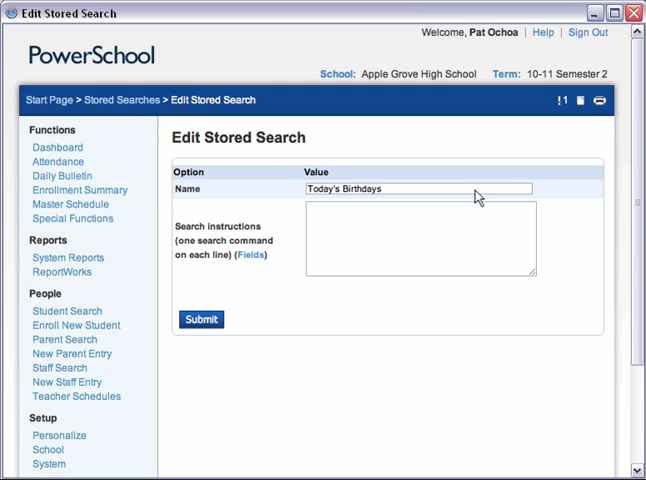 Edit Stored Search
Welcome, Pat Ochoa | Help | Sign Out
PowerSchool
School: Apple Grove High School Term: 10-11 Semester 2
Start Page > Stored Searches > Edit Stored Search !1
Functions
Dashboard
Attendance
Daily Bulletin
Enrollment Summary
Master Schedule
Special Functions
Reports
System Reports
ReportWorks
People
Student Search
Enroll New Student
Parent Search
New Parent Entry
Staff Search
New Staff Entry
Teacher Schedules
Setup
Personalize
School
System
Edit Stored Search
Option Value
Name Today's Birthdays
Search instructions
(one search command
on each line) (Fields)
Submit